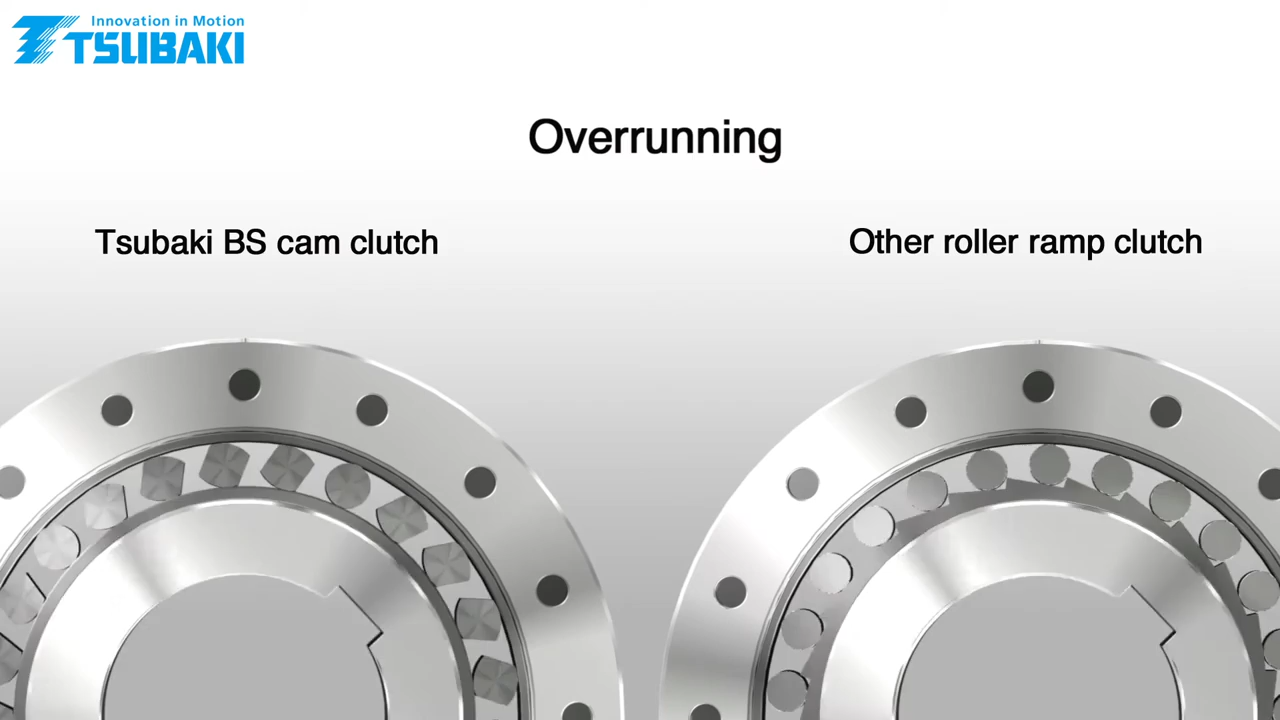 Innovation in Motion
TSUBAKI
Overrunning
Tsubaki BS cam clutch
Other roller ramp clutch